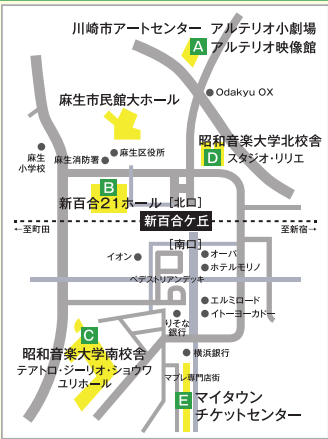 川崎市アートセンター アルテリオ小劇場
A アルテリオ映像館
Odakyu OX
麻生市民館大ホール
昭和音楽大学北校舎
D スタジオ・リリエ
麻生区役所
麻生消防署
麻生
小学校
B
新百合21ホール [北口]
新百合ケ丘
←至町田
至新宿→
[南口]
イオン
オーパ
ホテルモリノ
ペデストリアンデッキ
エルミロード
イトーヨーカドー
りそな
銀行
C
昭和音楽大学南校舎
テアトロ・ジーリオ・ショウワ
ユリホール
横浜銀行
マプレ専門店街
E マイタウン
チケットセンター